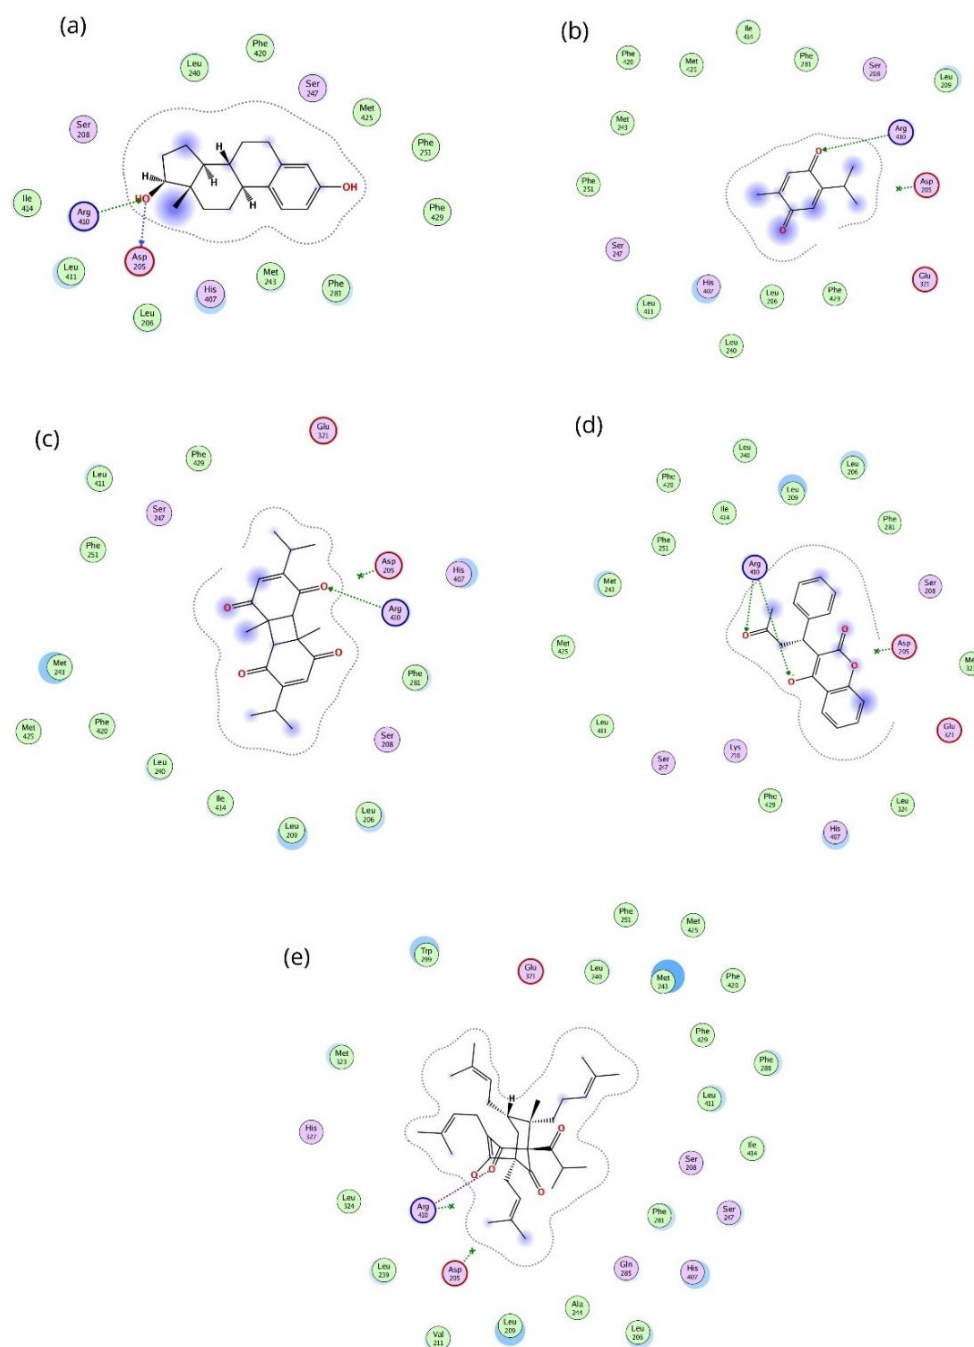 (a)
Phe
420
Leu
240
Ser
247
Met
425
Ser
208
Phe
251
H
H
H
H
HO
OH
Ile
414
Arg
410
Phe
429
Asp
205
Leu
411
His
407
Met
243
Phe
281
Leu
206
(b)
Ile
414
Phe
420
Met
425
Phe
281
Ser
208
Leu
209
Met
243
Arg
410
O
Phe
251
Asp
205
O
Ser
247
His
407
Glu
321
Leu
411
Leu
206
Phe
429
Leu
240
(c)
Glu
321
Phe
429
Leu
411
Ser
247
Phe
251
Asp
205
His
407
O
O
Arg
410
O
O
Met
243
Phe
281
Met
425
Phe
420
Ser
208
Leu
240
Ile
414
Leu
209
Leu
206
(d)
Leu
240
Leu
206
Phe
420
Leu
209
Ile
414
Phe
281
Phe
251
Arg
410
Met
243
Ser
208
O
O
O
O
Met
425
Asp
205
Leu
411
Glu
321
Ser
247
Lys
Phe
429
Leu
324
His
407
(e)
Phe
251
Met
425
Trp
299
Glu
321
Leu
240
Met
243
Phe
420
Phe
429
Met
323
Phe
Leu
411
H
His
327
O
O
O
O
Ile
414
Ser
208
Leu
324
Arg
410
Phe
281
Ser
247
Leu
239
Asp
205
Gln
285
His
407
Ala
244
Val
211
Leu
209
Leu
206